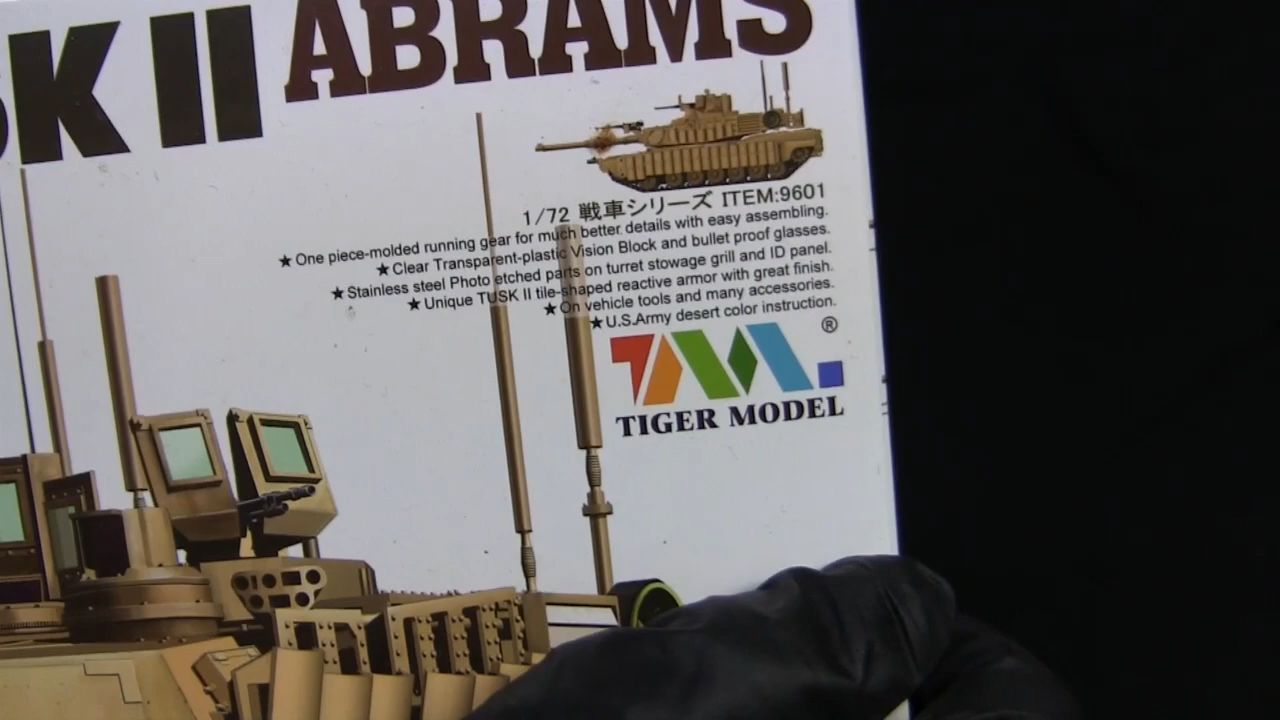 K II ABRAMS
1/72 戦車シリーズ ITEM:9601
★One piece-molded running gear for much better details with easy assembling.
★Clear Transparent-plastic Vision Block and bullet proof glasses.
★Stainless steel Photo etched parts on turret stowage grill and ID panel.
★Unique TUSK II tile-shaped reactive armor with great finish.
★On vehicle tools and many accessories.
★U.S.Army desert color instruction.
®
TIGER MODEL